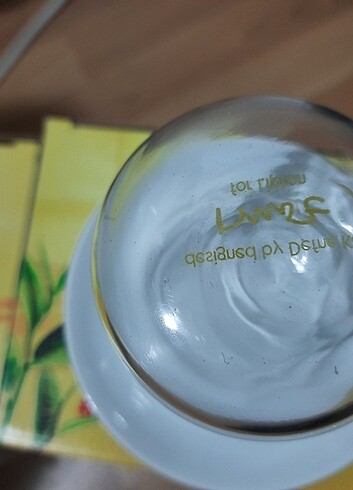 designed by Defne K
for Lipton